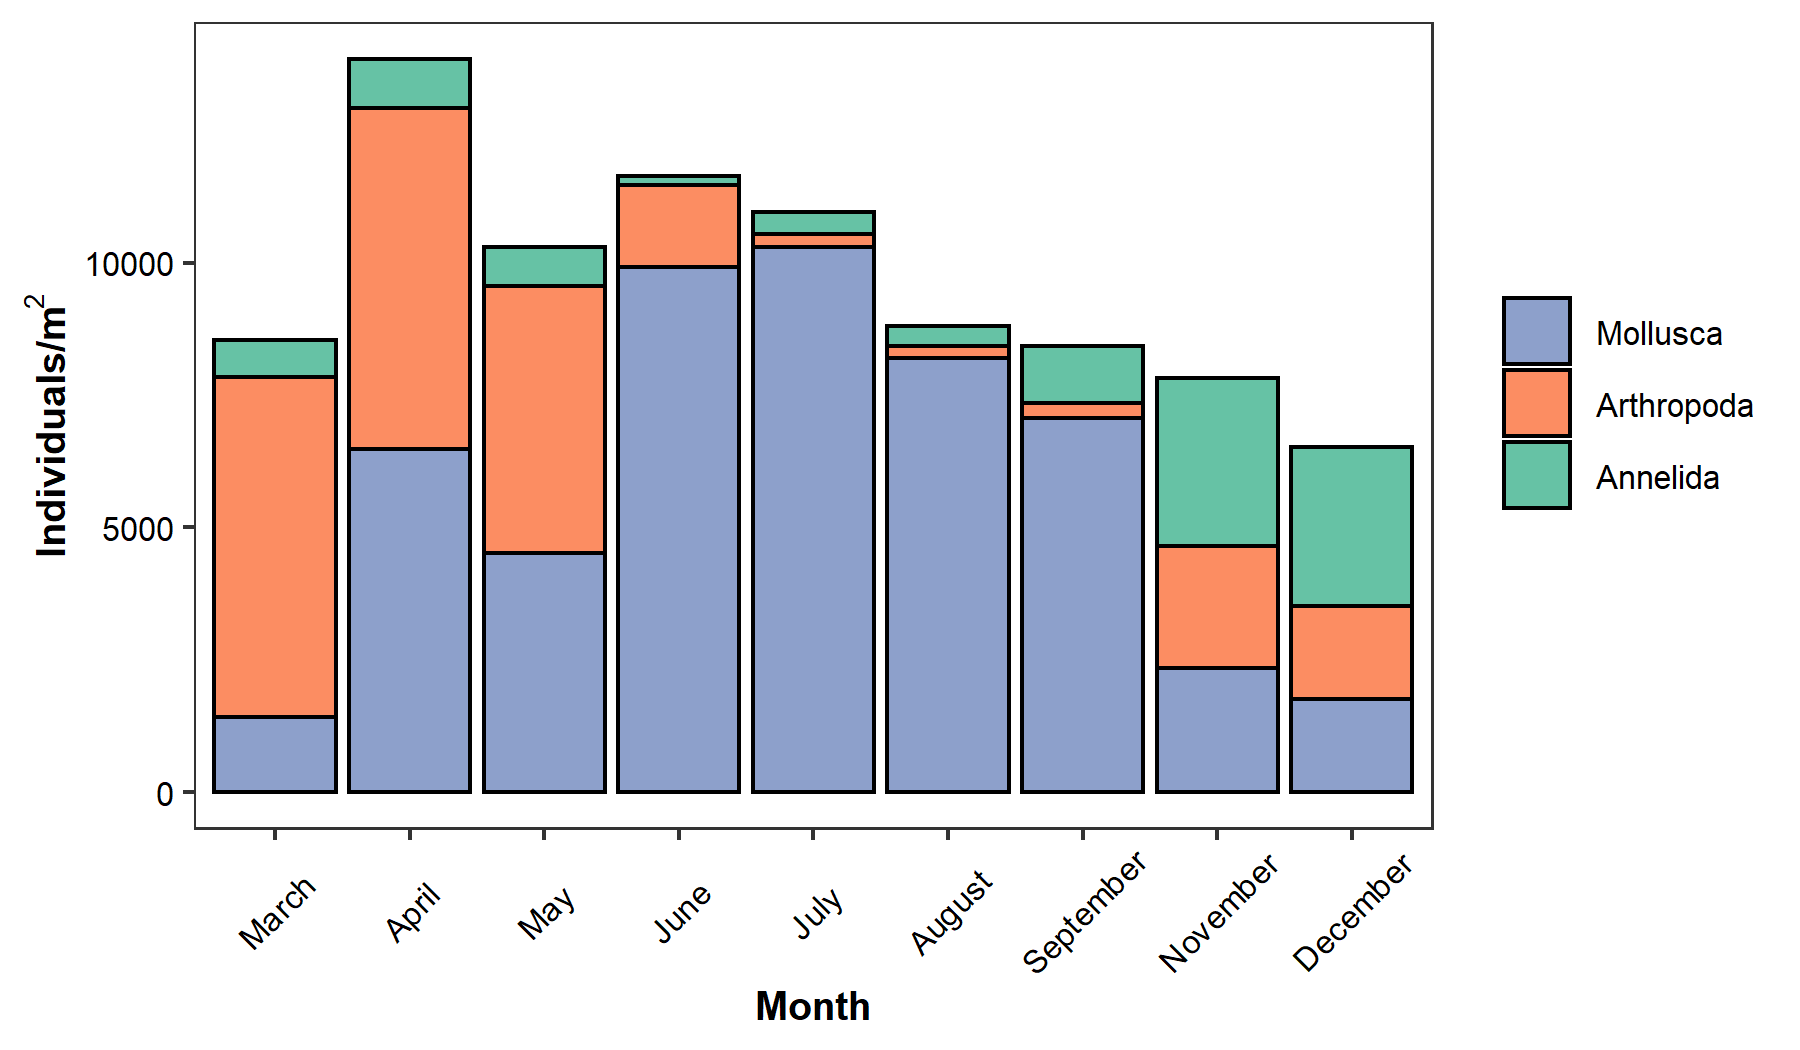 Individuals/m²
10000
5000
0
March
April
May
June
July
August
September
November
December
Month
Mollusca
Arthropoda
Annelida